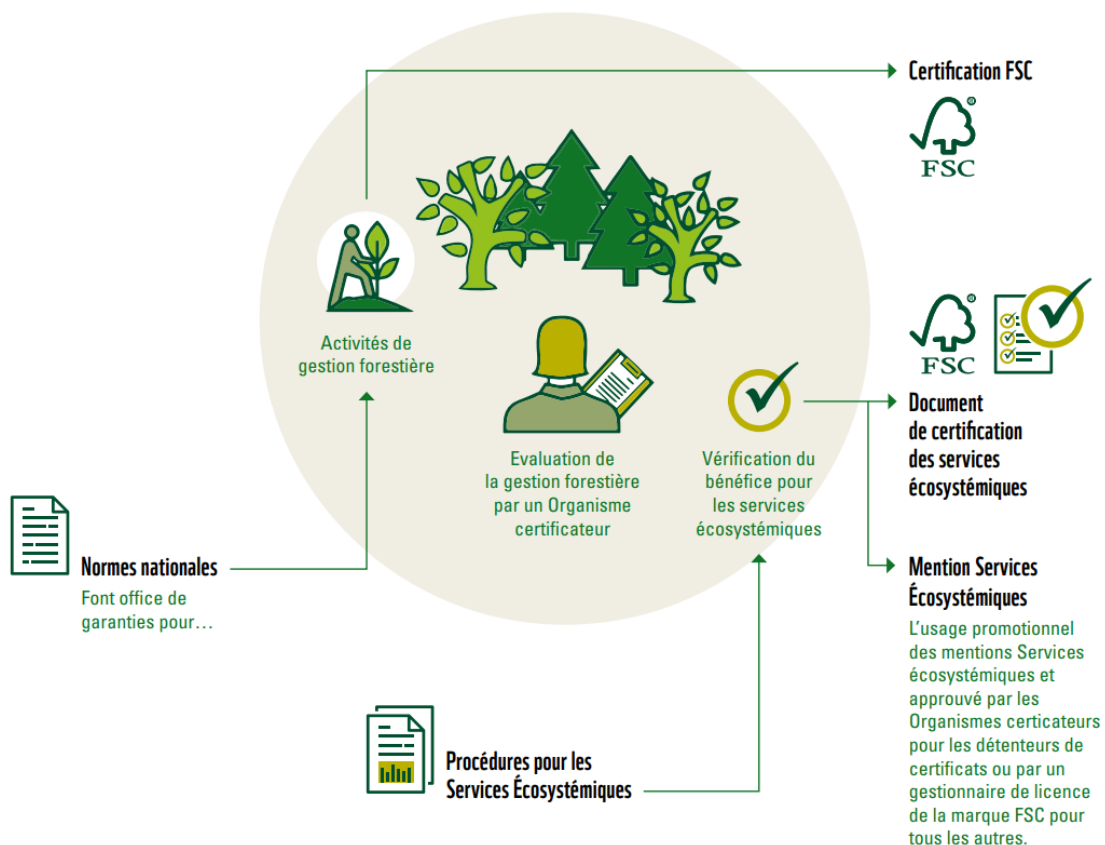 Certification FSC
®
FSC
Activités de
gestion forestière
Evaluation de
la gestion forestière
par un Organisme
certificateur
Vérification du
bénéfice pour
les services
écosystémiques
®
FSC
Document
de certification
des services
écosystémiques
Normes nationales
Font office de
garanties pour…
Mention Services
Écosystémiques
L’usage promotionnel
des mentions Services
écosystémiques et
approuvé par les
Organismes certicateurs
pour les détenteurs de
certificats ou par un
gestionnaire de licence
de la marque FSC pour
tous les autres.
Procédures pour les
Services Écosystémiques